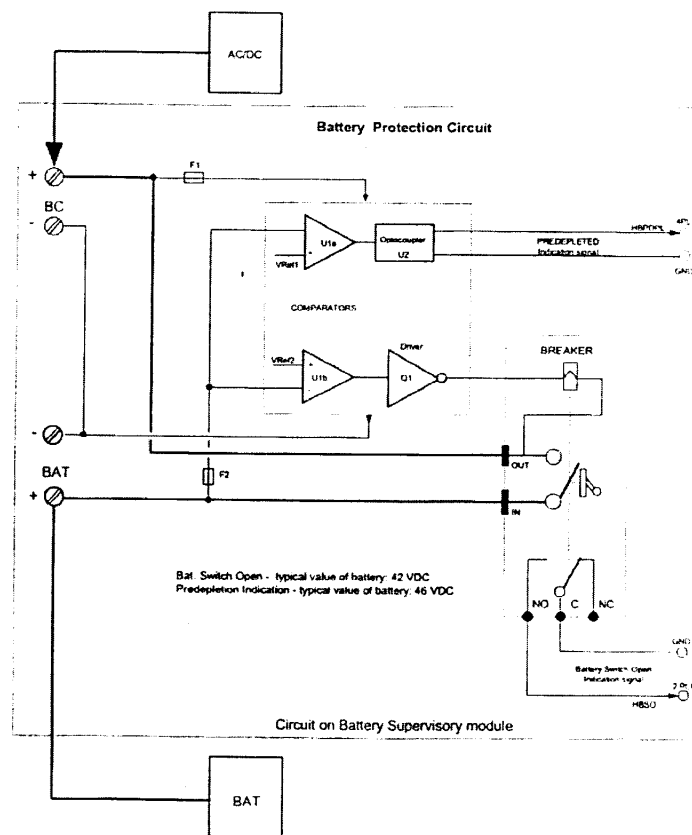 AC/DC
Battery Protection Circuit
F1
+
BC
-
U1a
Optocoupler
U2
HBPDPL
PREDEPLETED
Indication signal
GND
VRef1
COMPARATORS
Driver
BREAKER
VRef2
+
-
U1b
Q1
-
BAT
+
F2
OUT
IN
Bat. Switch Open - typical value of battery: 42 VDC
Predepletion Indication - typical value of battery: 46 VDC
NO C NC
GND
Battery Switch Open
Indication signal
HBSO
Circuit on Battery Supervisory module
BAT